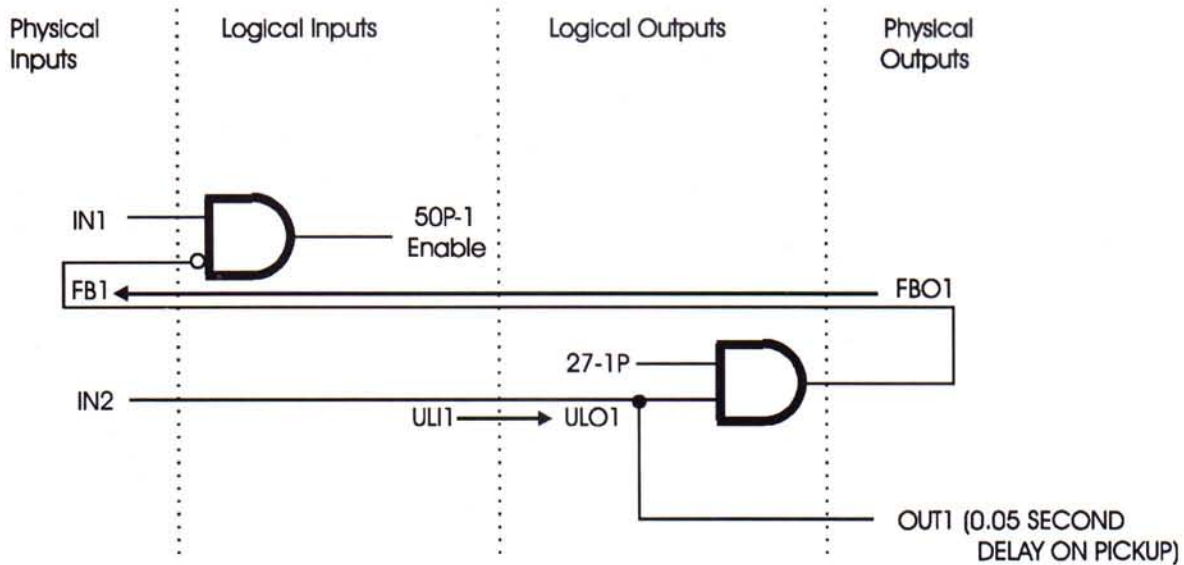 Physical
Inputs
Logical Inputs
Logical Outputs
Physical
Outputs
IN1
50P-1
Enable
FB1
FBO1
27-1P
IN2
ULI1
ULO1
OUT1 (0.05 SECOND
DELAY ON PICKUP)